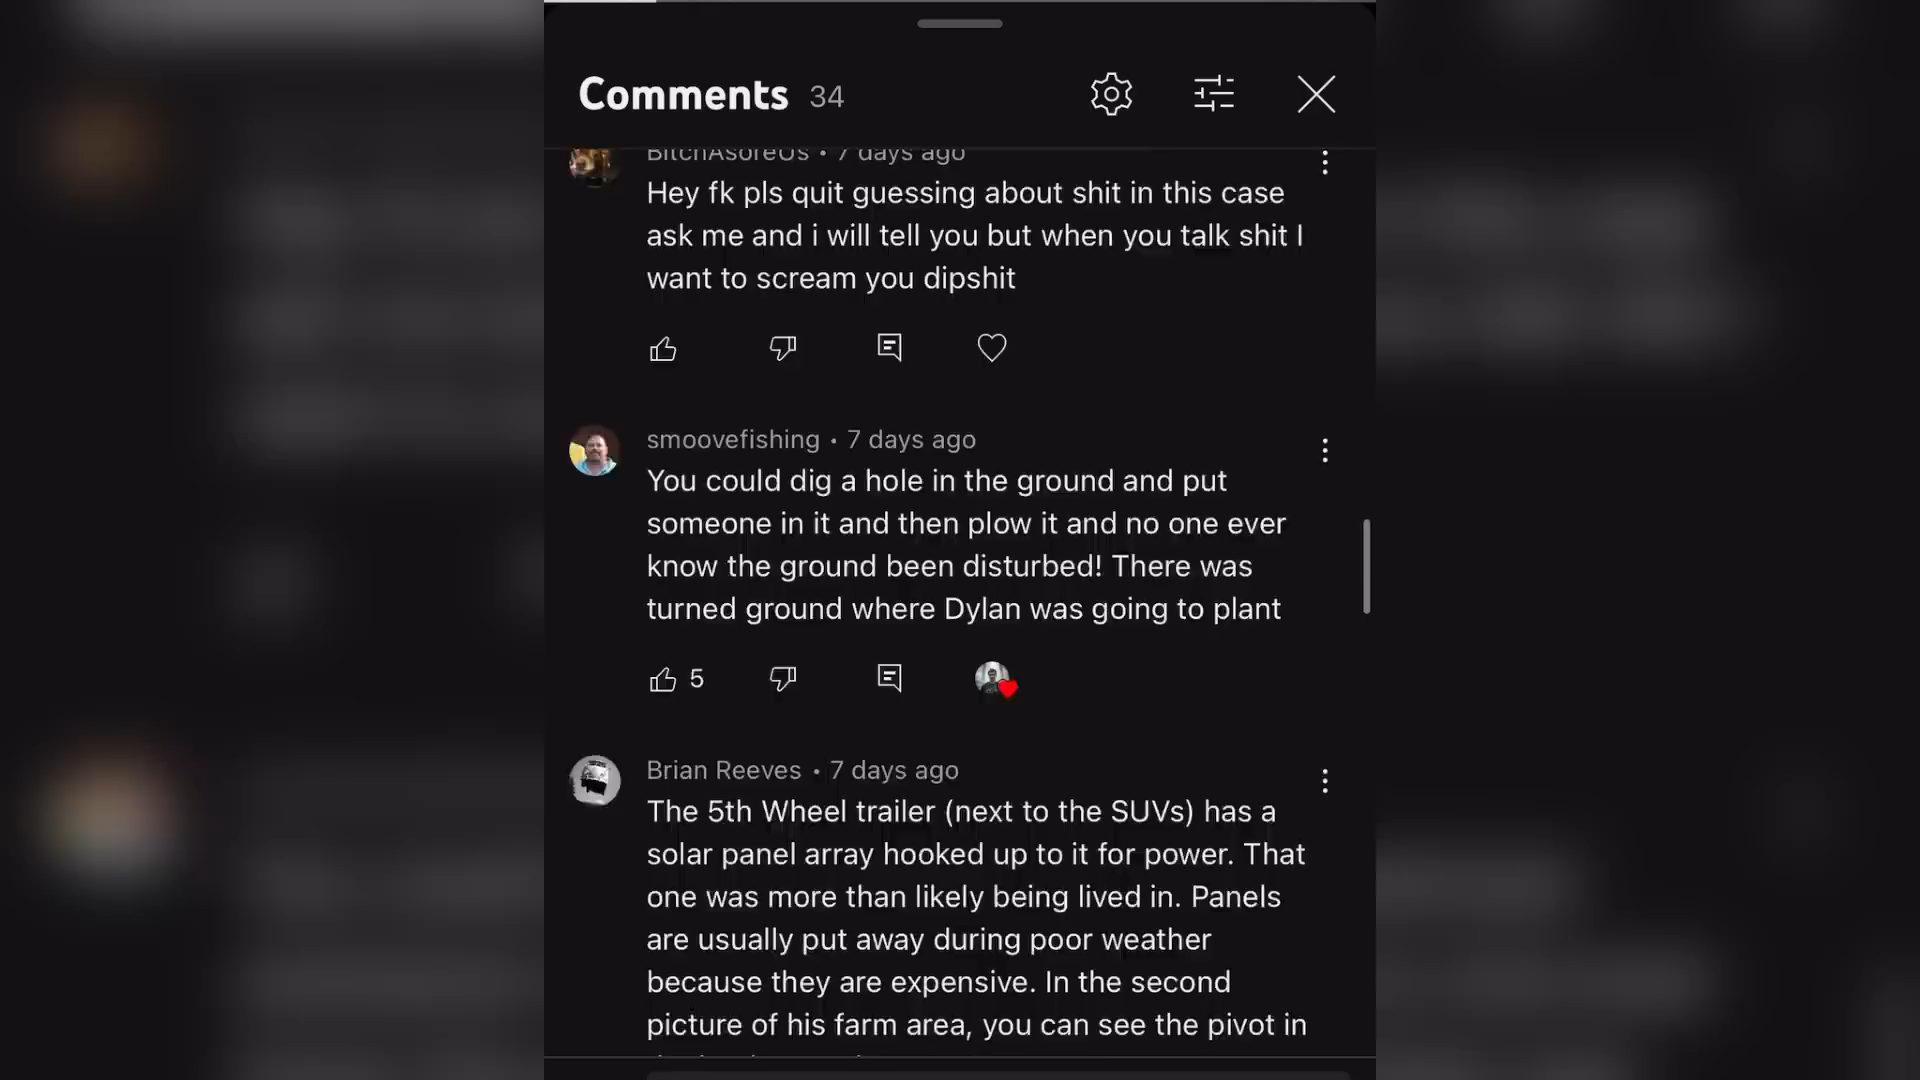 Comments 34
BitchAsoreUs • 7 days ago
Hey fk pls quit guessing about shit in this case
ask me and i will tell you but when you talk shit I
want to scream you dipshit
smoovefishing • 7 days ago
You could dig a hole in the ground and put
someone in it and then plow it and no one ever
know the ground been disturbed! There was
turned ground where Dylan was going to plant
5
Brian Reeves • 7 days ago
The 5th Wheel trailer (next to the SUVs) has a
solar panel array hooked up to it for power. That
one was more than likely being lived in. Panels
are usually put away during poor weather
because they are expensive. In the second
picture of his farm area, you can see the pivot in